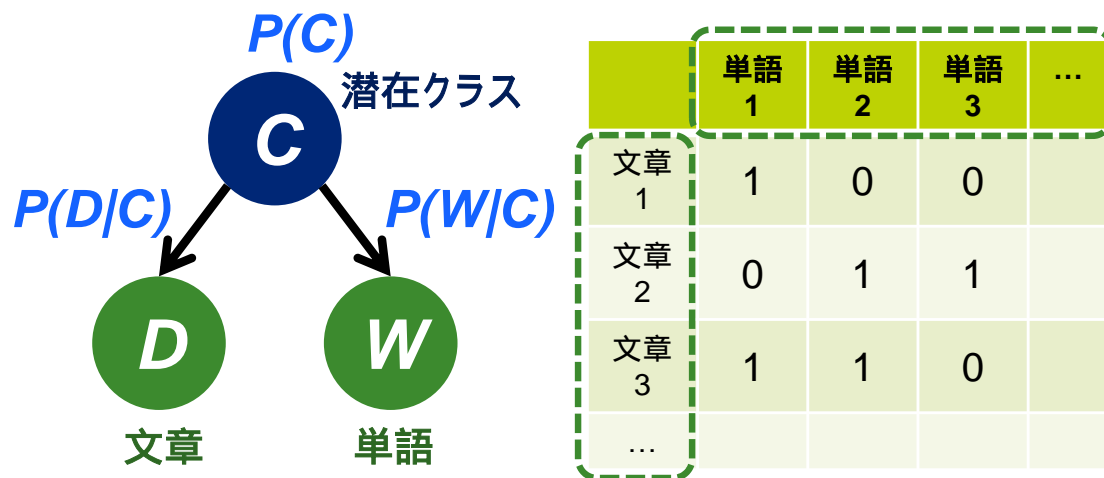 P(C)
潜在クラス
C
P(D|C)
P(W|C)
D
W
文章
単語
単語 単語 単語 …
1 2 3
文章
1 1 0 0
文章
2 0 1 1
文章
3 1 1 0
…